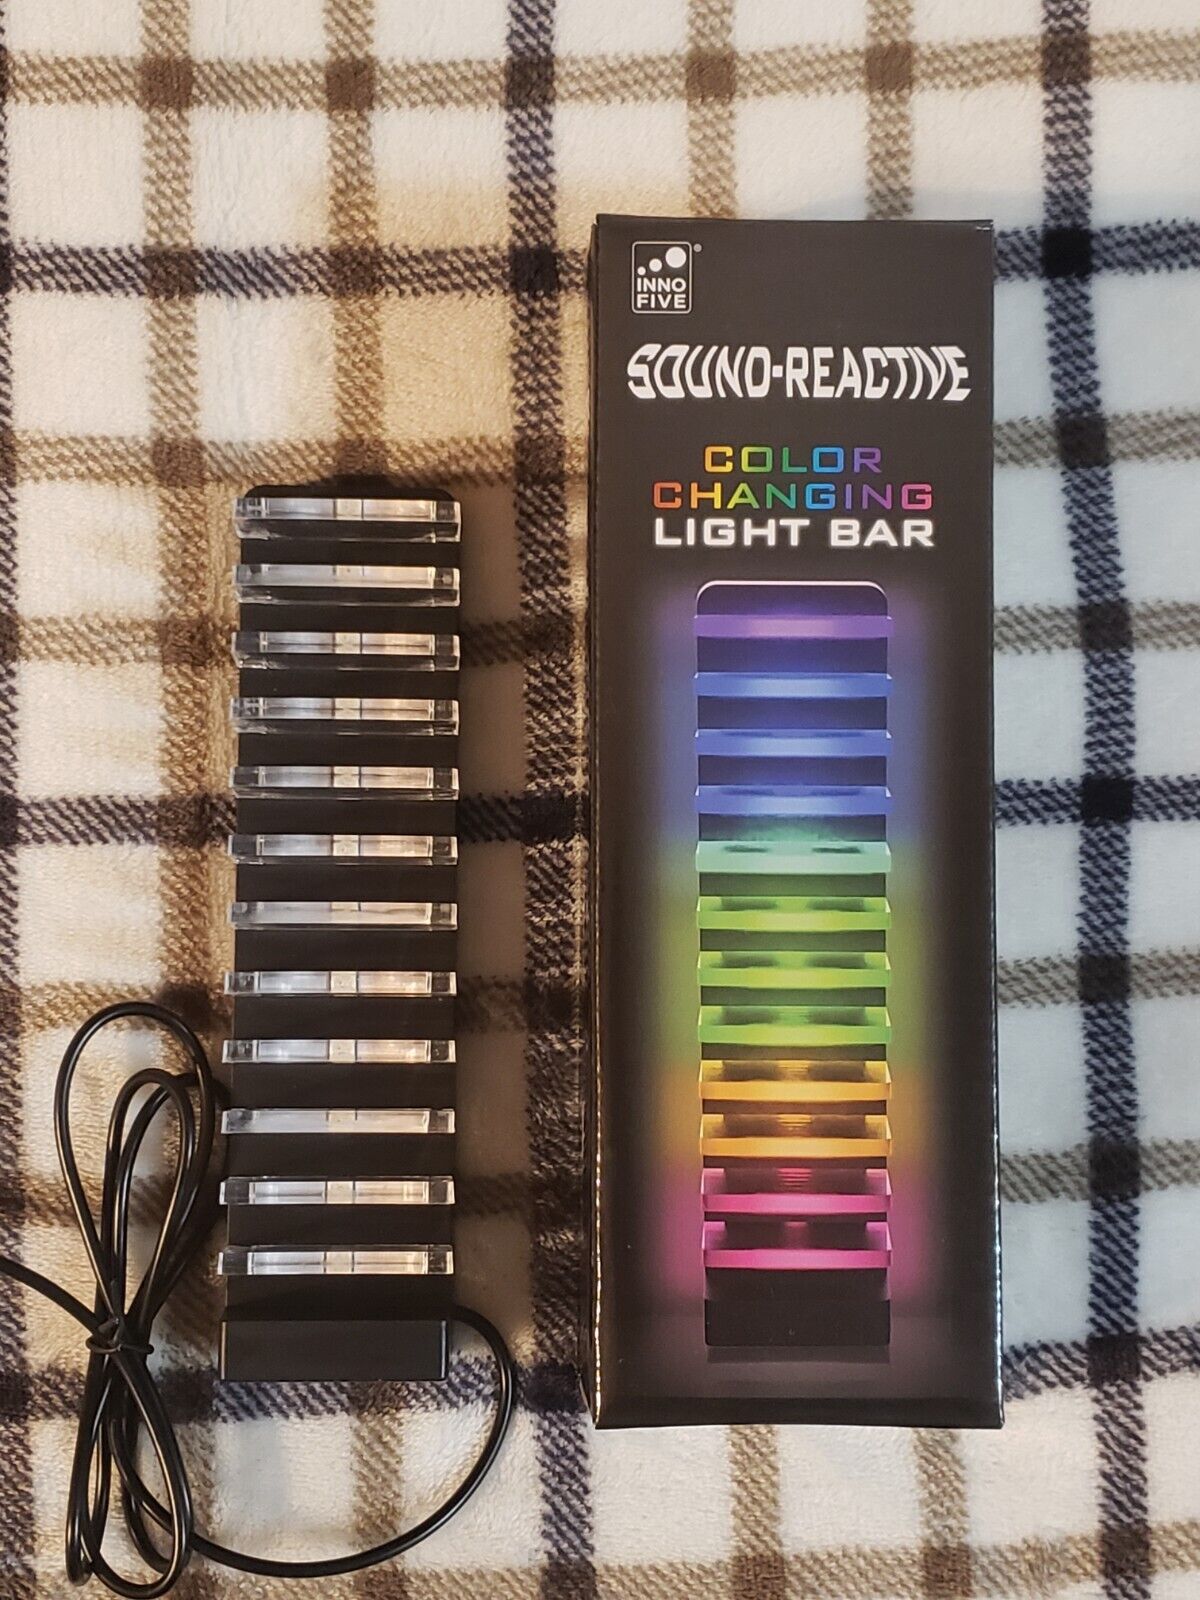 INNO
FIVE
®
SOUND-REACTIVE
COLOR
CHANGING
LIGHT BAR